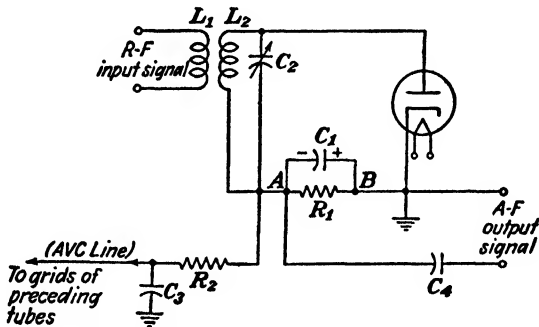 L1 L2
R-F
input signal
C2
C1
- +
A B
R1
A-F
output
signal
(AVC Line)
To grids of
preceding
tubes
R2
C3
C4